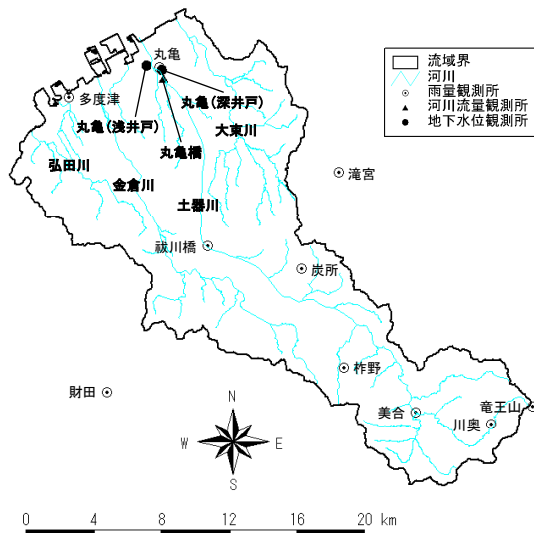 流域界
河川
雨量観測所
河川流量観測所
地下水位観測所
丸亀
多度津
丸亀(深井戸)
丸亀(浅井戸)
大東川
丸亀橋
弘田川
滝宮
金倉川
土器川
祓川橋
炭所
柞野
財田
竜王山
美合
川奥
N
W E
S
0 4 8 12 16 20 km